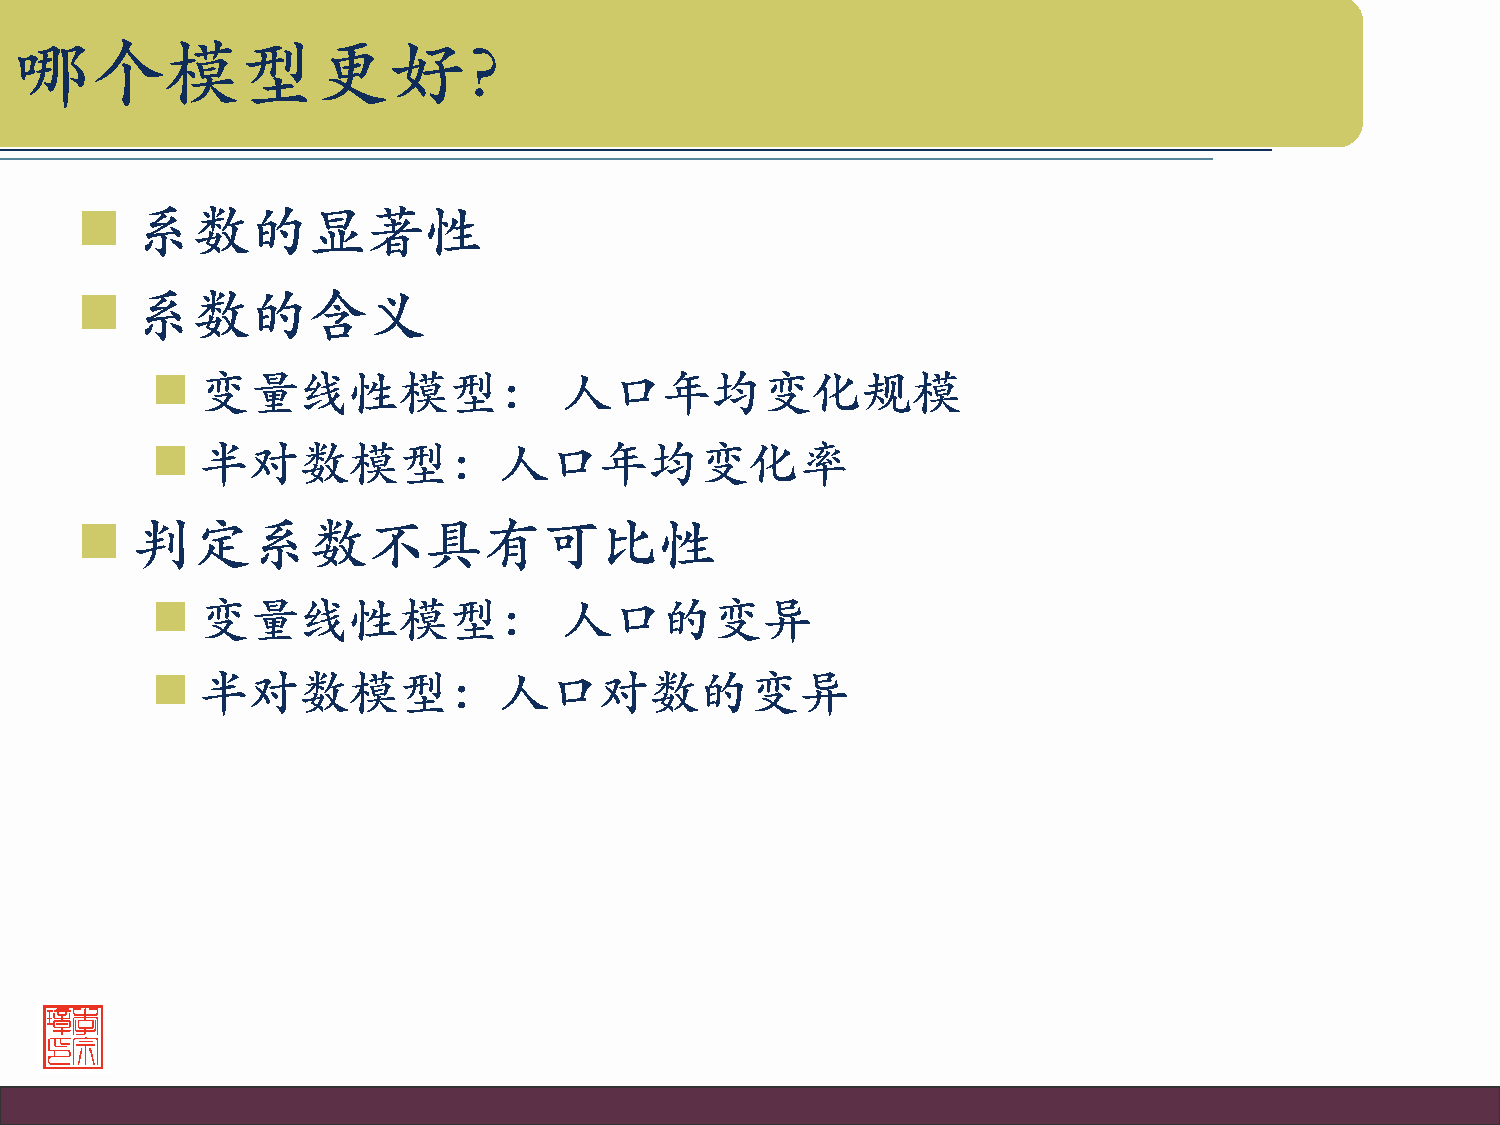 哪个模型更好?
系数的显著性
系数的含义
变量线性模型： 人口年均变化规模
半对数模型：人口年均变化率
判定系数不具有可比性
变量线性模型： 人口的变异
半对数模型：人口对数的变异
李宗
璋印